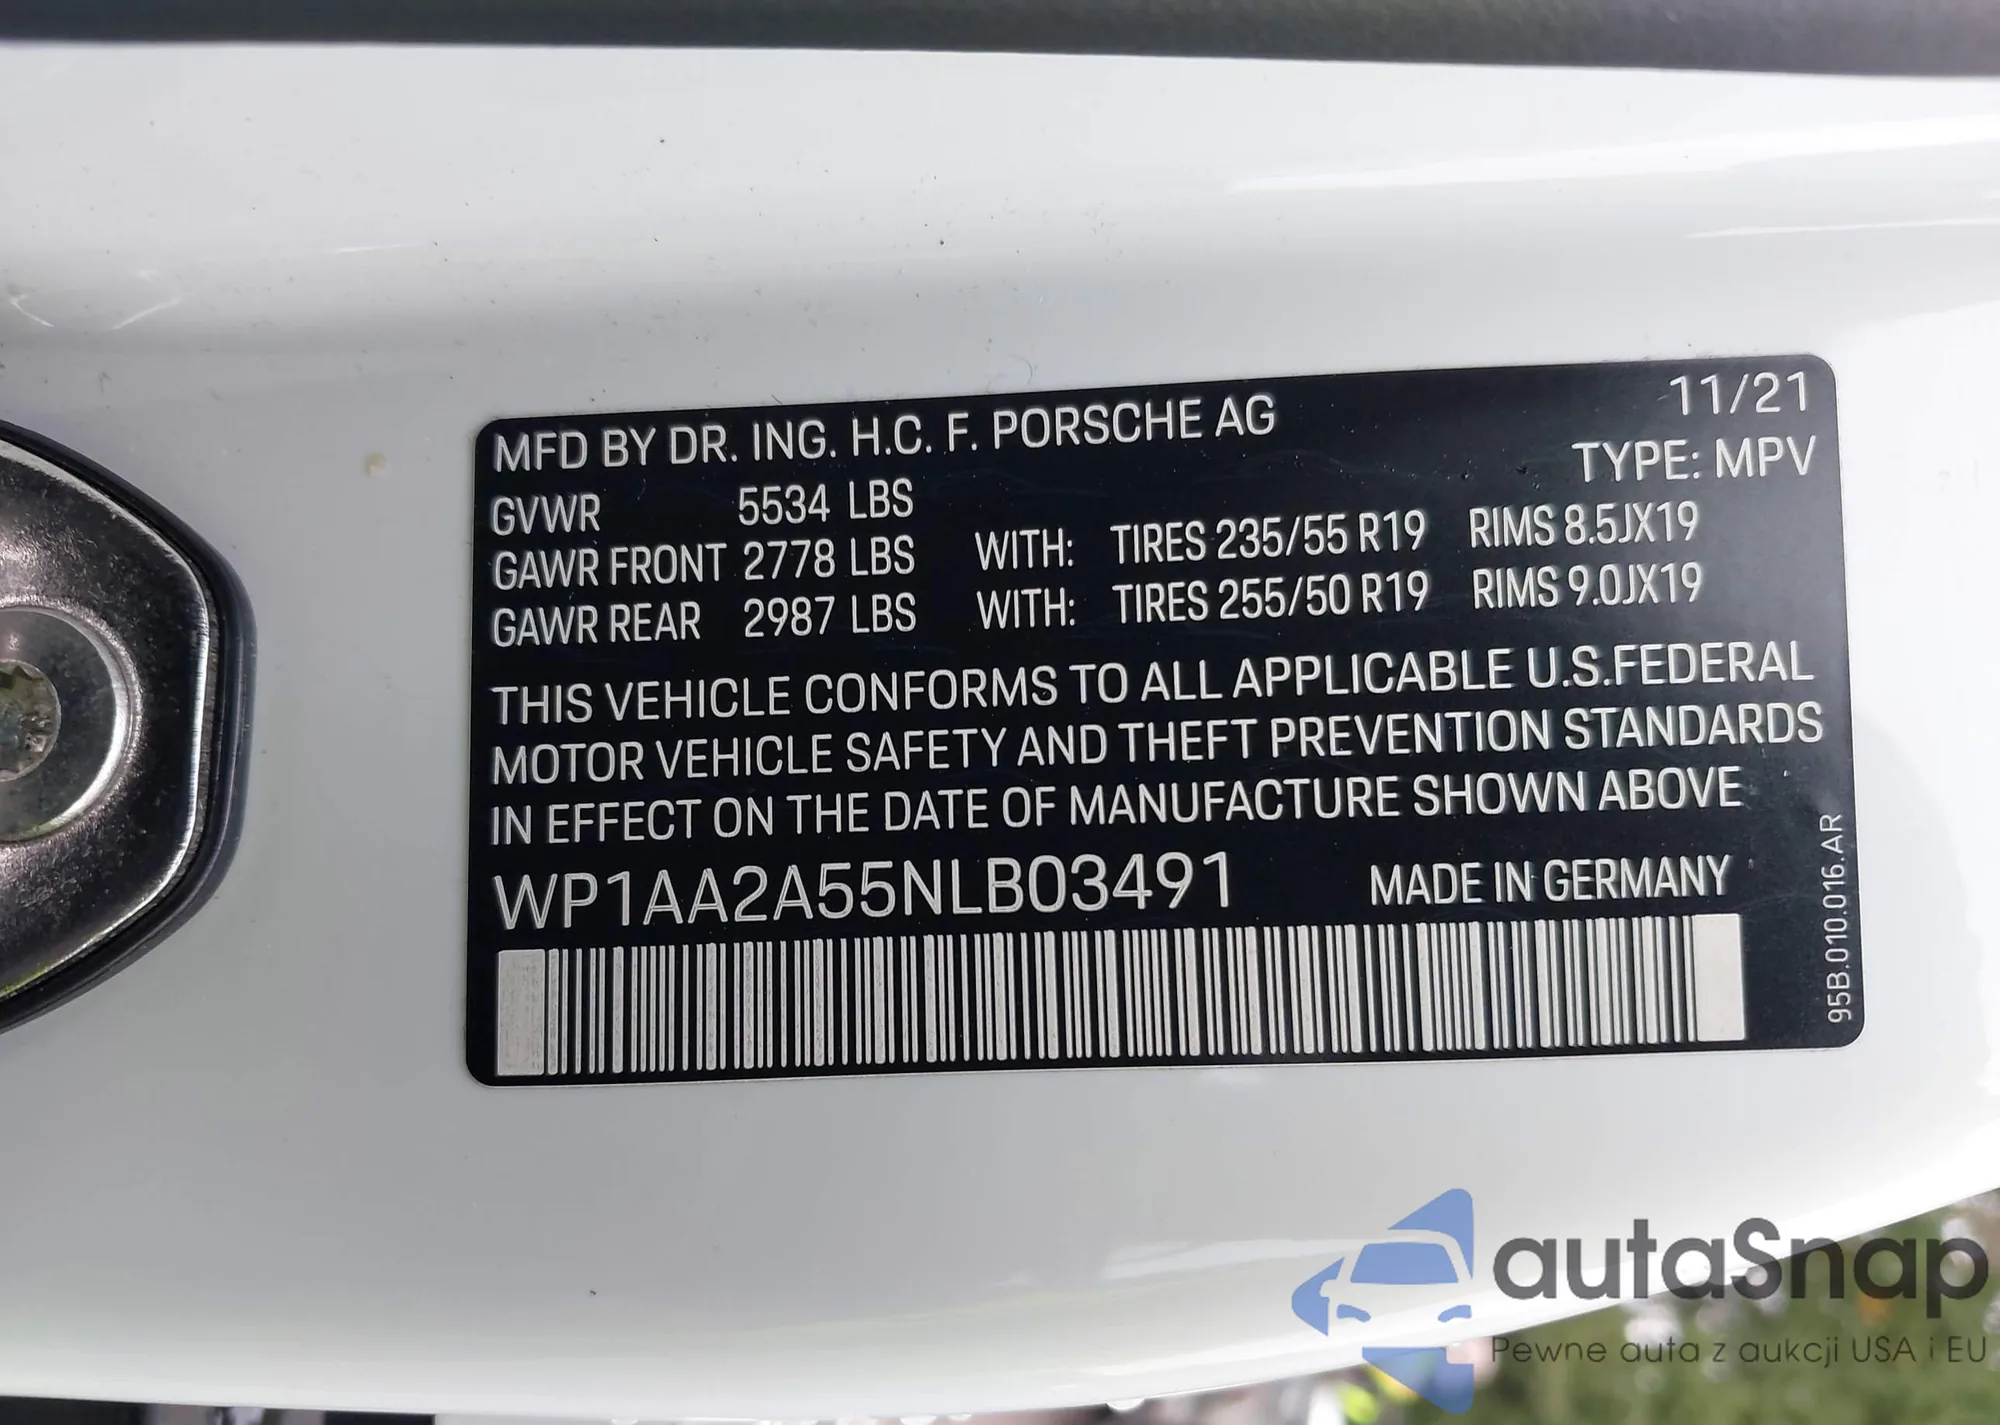 11/21
MFD BY DR. ING. H.C. F. PORSCHE AG
TYPE: MPV
GVWR 5534 LBS
GAWR FRONT 2778 LBS WITH: TIRES 235/55 R19 RIMS 8.5JX19
GAWR REAR 2987 LBS WITH: TIRES 255/50 R19 RIMS 9.0JX19
THIS VEHICLE CONFORMS TO ALL APPLICABLE U.S.FEDERAL
MOTOR VEHICLE SAFETY AND THEFT PREVENTION STANDARDS
IN EFFECT ON THE DATE OF MANUFACTURE SHOWN ABOVE
WP1AA2A55NLB03491 MADE IN GERMANY
95B.010.016.AR
autaSnap
Pewne auta z aukcji USA i EU